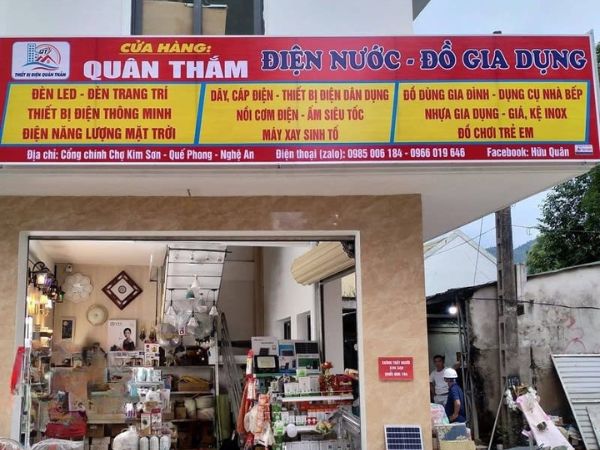 THIẾT BỊ ĐIỆN QUÂN THẮM
CỬA HÀNG:
QUÂN THẮM
ĐIỆN NƯỚC - ĐỒ GIA DỤNG
ĐÈN LED - ĐÈN TRANG TRÍ
THIẾT BỊ ĐIỆN THÔNG MINH
ĐIỆN NĂNG LƯỢNG MẶT TRỜI
DÂY, CÁP ĐIỆN - THIẾT BỊ ĐIỆN DÂN DỤNG
NỒI CƠM ĐIỆN - ẤM SIÊU TỐC
MÁY XAY SINH TỐ
ĐỒ DÙNG GIA ĐÌNH - DỤNG CỤ NHÀ BẾP
NHỰA GIA DỤNG - GIÁ, KỆ INOX
ĐỒ CHƠI TRẺ EM
Địa chỉ: Cổng chính Chợ Kim Sơn - Quế Phong - Nghệ An
Điện thoại (zalo): 0985 006 184 - 0966 019 646
Facebook: Hữu Quân